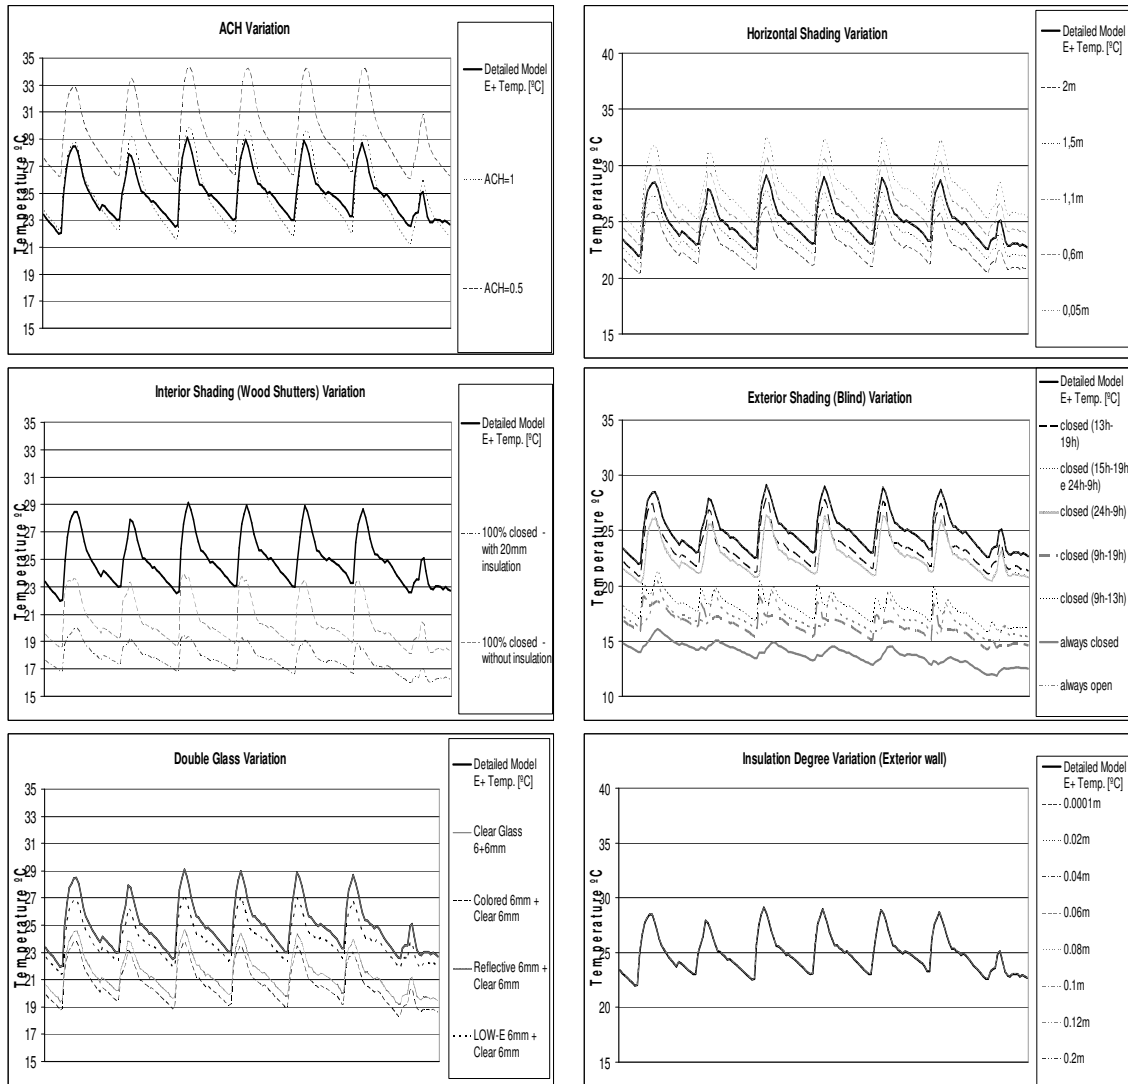 ACH Variation
Temperature ºC
35
33
31
29
27
25
23
21
19
17
15
Detailed Model
E+ Temp. [ºC]
ACH=1
ACH=0.5
Horizontal Shading Variation
Temperature ºC
40
35
30
25
20
15
Detailed Model
E+ Temp. [ºC]
2m
1,5m
1,1m
0,6m
0,05m
Interior Shading (Wood Shutters) Variation
Temperature ºC
35
33
31
29
27
25
23
21
19
17
15
Detailed Model
E+ Temp. [ºC]
100% closed -
with 20mm
insulation
100% closed -
without insulation
Exterior Shading (Blind) Variation
Temperature ºC
35
30
25
20
15
10
Detailed Model
E+ Temp. [ºC]
closed (13h-
19h)
closed (15h-19h
e 24h-9h)
closed (24h-9h)
closed (9h-19h)
closed (9h-13h)
always closed
always open
Double Glass Variation
Temperature ºC
35
33
31
29
27
25
23
21
19
17
15
Detailed Model
E+ Temp. [ºC]
Clear Glass
6+6mm
Colored 6mm +
Clear 6mm
Reflective 6mm +
Clear 6mm
LOW-E 6mm +
Clear 6mm
Insulation Degree Variation (Exterior wall)
Temperature ºC
40
35
30
25
20
15
Detailed Model
E+ Temp. [ºC]
0.0001m
0.02m
0.04m
0.06m
0.08m
0.1m
0.12m
0.2m